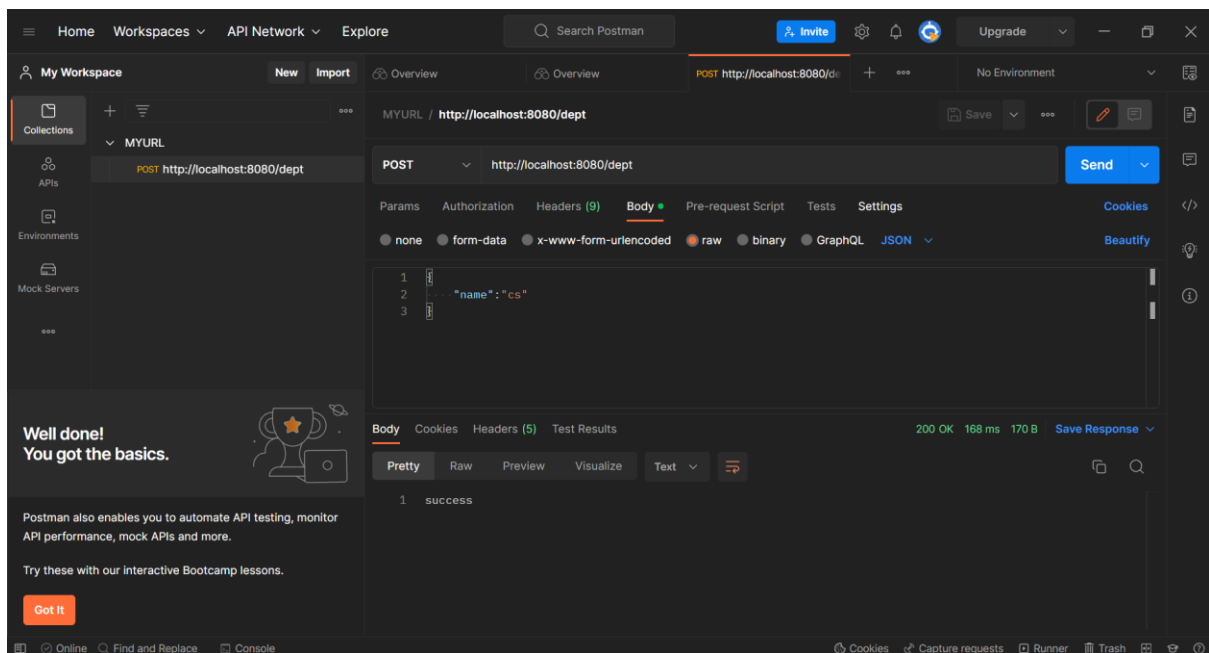 Home Workspaces API Network Explore Search Postman Invite Upgrade
My Workspace New Import Overview Overview POST http://localhost:8080/de No Environment
Collections
MYURL / http://localhost:8080/dept Save
MYURL
POST http://localhost:8080/dept
APIs
POST http://localhost:8080/dept Send
Params Authorization Headers (9) Body Pre-request Script Tests Settings Cookies
Environments
none form-data x-www-form-urlencoded raw binary GraphQL JSON Beautify
Mock Servers
1 {
2 "name":"cs"
3 }
Well done!
You got the basics.
Body Cookies Headers (5) Test Results 200 OK 168 ms 170 B Save Response
Pretty Raw Preview Visualize Text
1 success
Postman also enables you to automate API testing, monitor
API performance, mock APIs and more.
Try these with our interactive Bootcamp lessons.
Got It
Online Find and Replace Console Cookies Capture requests Runner Trash